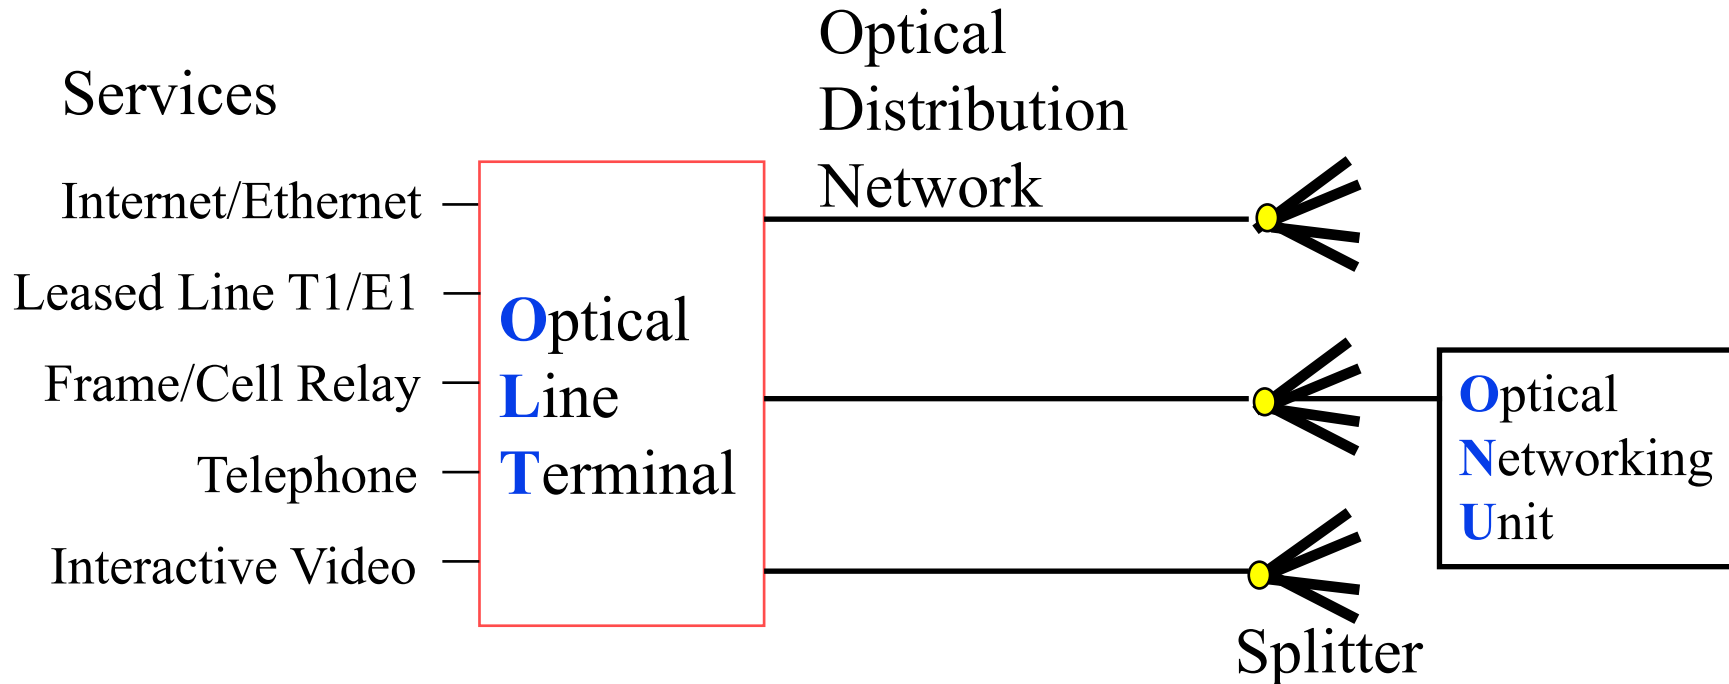 Services
Internet/Ethernet
Leased Line T1/E1
Frame/Cell Relay
Telephone
Interactive Video
Optical
Line
Terminal
Optical
Distribution
Network
Splitter
Optical
Networking
Unit